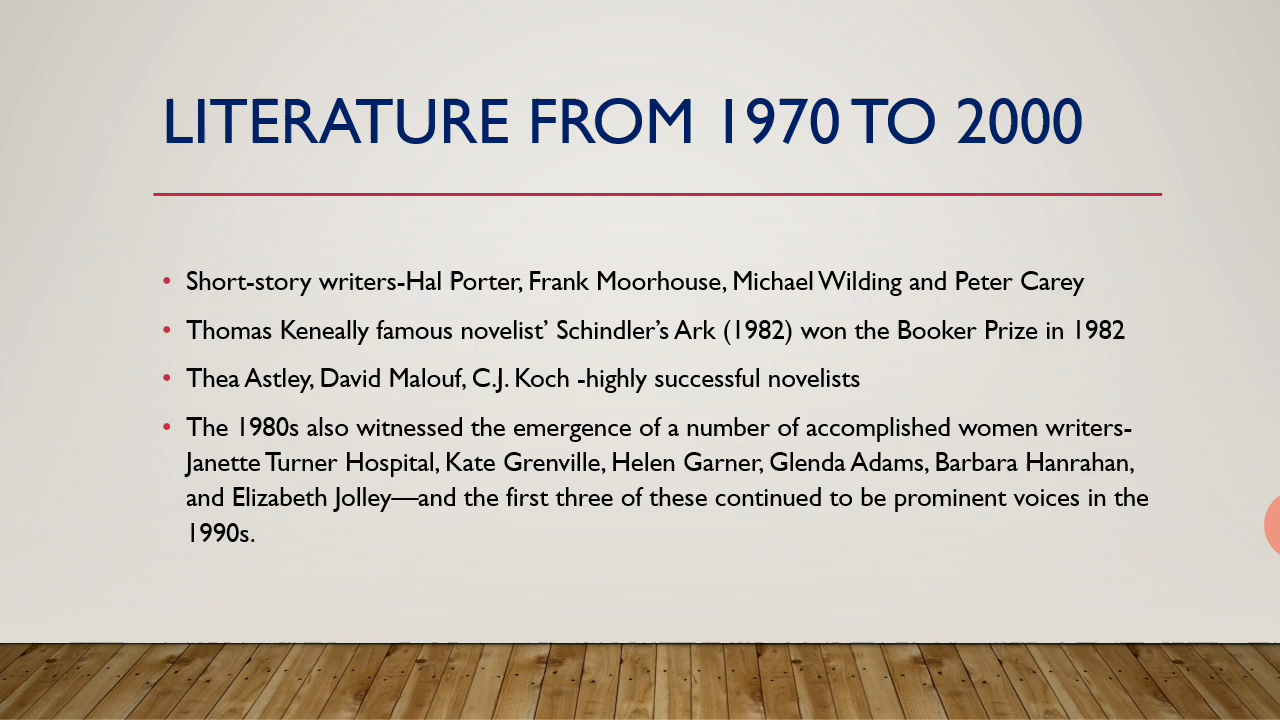 LITERATURE FROM 1970 TO 2000
• Short-story writers-Hal Porter, Frank Moorhouse, Michael Wilding and Peter Carey
• Thomas Keneally famous novelist’ Schindler’s Ark (1982) won the Booker Prize in 1982
• Thea Astley, David Malouf, C.J. Koch -highly successful novelists
• The 1980s also witnessed the emergence of a number of accomplished women writers-
Janette Turner Hospital, Kate Grenville, Helen Garner, Glenda Adams, Barbara Hanrahan,
and Elizabeth Jolley—and the first three of these continued to be prominent voices in the
1990s.